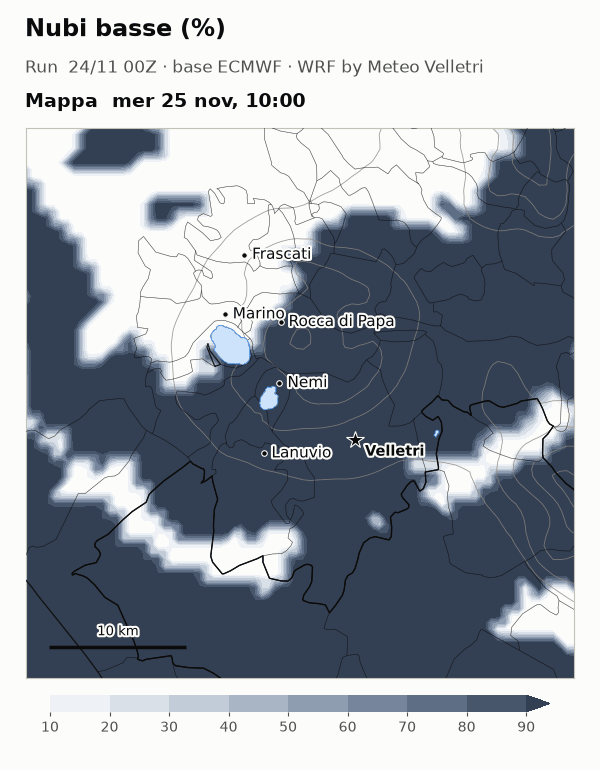 Nubi basse (%)
Run 24/11 00Z · base ECMWF · WRF by Meteo Velletri
Mappa mer 25 nov, 10:00
Frascati
Marino
Rocca di Papa
Nemi
Velletri
Lanuvio
10 km
10 20 30 40 50 60 70 80 90